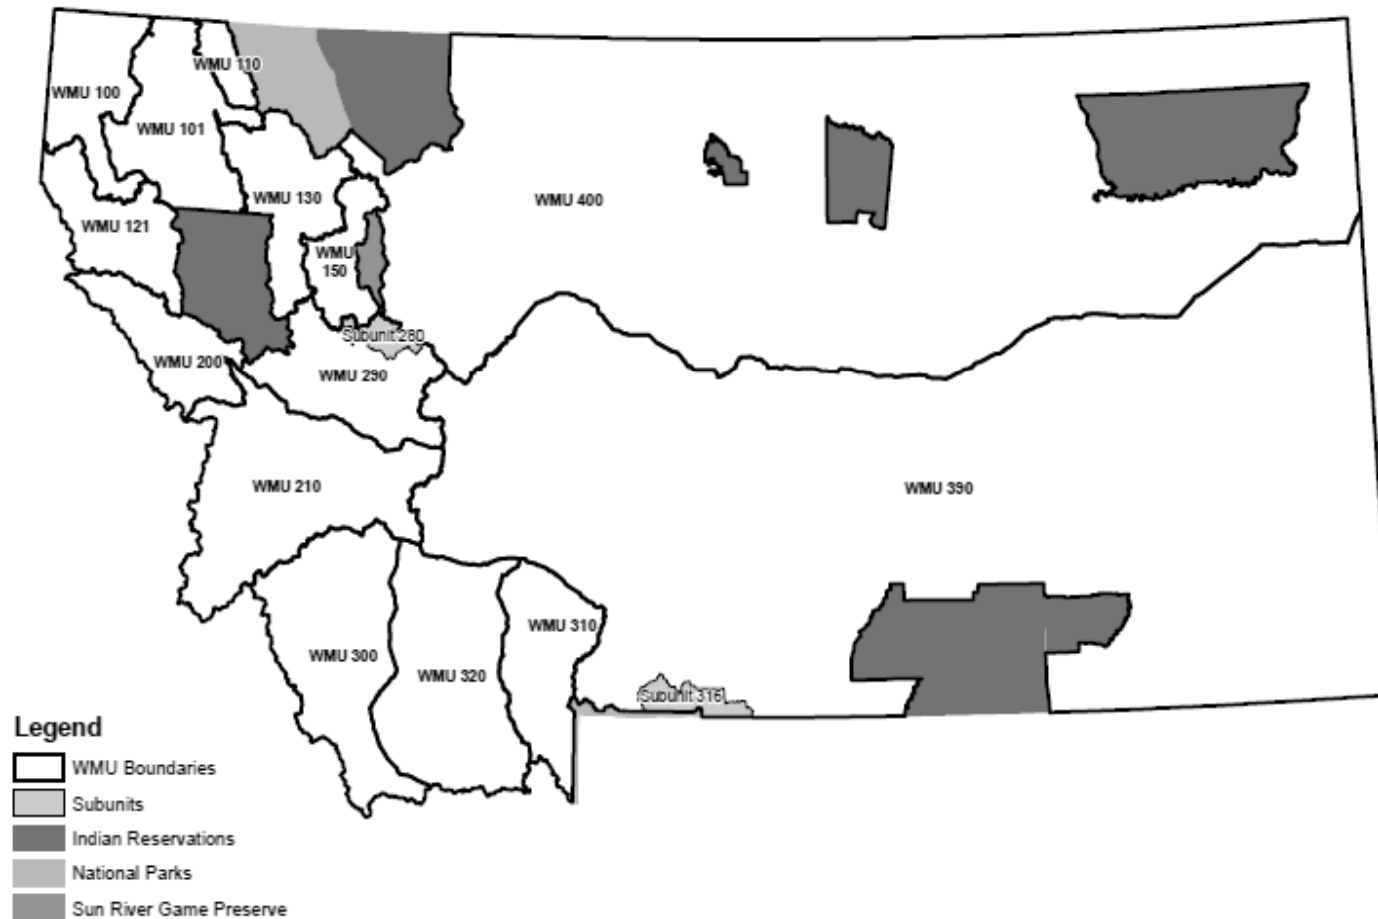 WMU 110
WMU 100
WMU 101
WMU 130
WMU 400
WMU 121
WMU
150
Subunit 280
WMU 200
WMU 290
WMU 210
WMU 390
WMU 310
WMU 300
WMU 320
Subunit 316
Legend
WMU Boundaries
Subunits
Indian Reservations
National Parks
Sun River Game Preserve